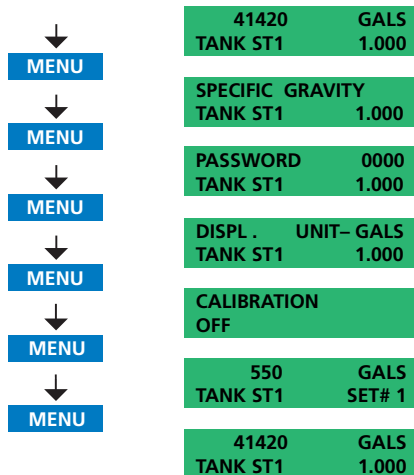 41420 GALS
TANK ST1 1.000
MENU
SPECIFIC GRAVITY
TANK ST1 1.000
MENU
PASSWORD 0000
TANK ST1 1.000
MENU
DISPL . UNIT– GALS
TANK ST1 1.000
MENU
CALIBRATION
OFF
MENU
550 GALS
TANK ST1 SET# 1
MENU
41420 GALS
TANK ST1 1.000